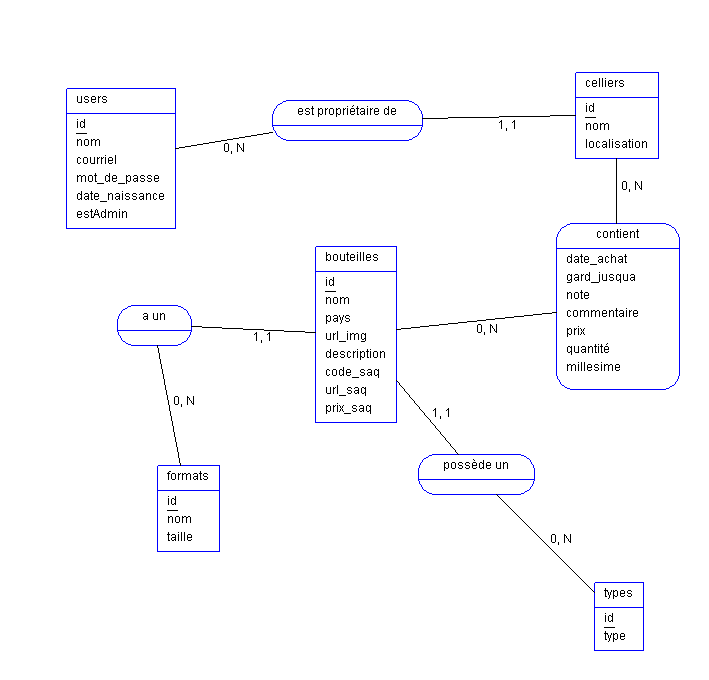 users
id
nom
courriel
mot_de_passe
date_naissance
estAdmin
0, N
est propriétaire de
1, 1
celliers
id
nom
localisation
0, N
contient
date_achat
gard_jusqua
note
commentaire
prix
quantité
millesime
0, N
bouteilles
id
nom
pays
url_img
description
code_saq
url_saq
prix_saq
1, 1
a un
0, N
formats
id
nom
taille
1, 1
possède un
0, N
types
id
type